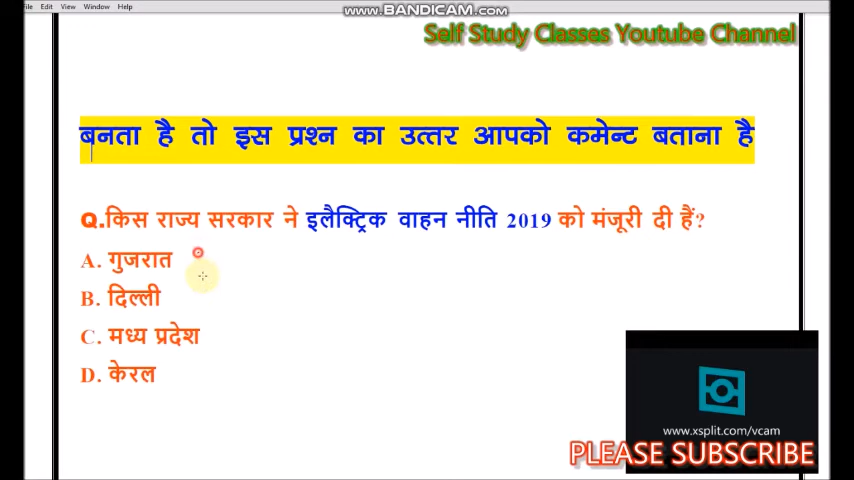 File Edit View Window Help
WWW.BANDICAM.COM
Self Study Classes Youtube Channel
बनता है तो इस प्रश्न का उत्तर आपको कमेन्ट बताना है
Q.किस राज्य सरकार ने इलैक्ट्रिक वाहन नीति 2019 को मंजूरी दी हैं?
A. गुजरात
B. दिल्ली
C. मध्य प्रदेश
D. केरल
www.xsplit.com/vcam
PLEASE SUBSCRIBE